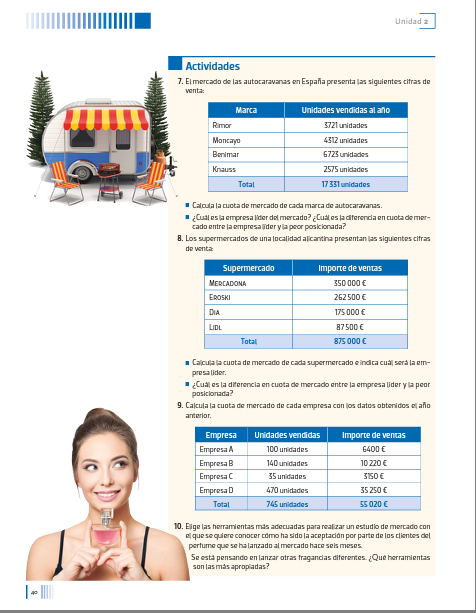 Unidad 2
Actividades
7. El mercado de las autocaravanas en España presenta las siguientes cifras de
venta:
Marca Unidades vendidas al año
Rimor 3721 unidades
Moncayo 4312 unidades
Benimar 6723 unidades
Knauss 2575 unidades
Total 17 331 unidades
Calcula la cuota de mercado de cada marca de autocaravanas.
¿Cuál es la empresa líder del mercado? ¿Cuál es la diferencia en cuota de mer-
cado entre la empresa líder y la peor posicionada?
8. Los supermercados de una localidad alicantina presentan las siguientes cifras
de venta:
Supermercado Importe de ventas
MERCADONA 350 000 €
EROSKI 262 500 €
DIA 175 000 €
LIDL 87 500 €
Total 875 000 €
Calcula la cuota de mercado de cada supermercado e indica cuál será la em-
presa líder.
¿Cuál es la diferencia en cuota de mercado entre la empresa líder y la peor
posicionada?
9. Calcula la cuota de mercado de cada empresa con los datos obtenidos el año
anterior.
Empresa Unidades vendidas Importe de ventas
Empresa A 100 unidades 6400 €
Empresa B 140 unidades 10 220 €
Empresa C 35 unidades 3150 €
Empresa D 470 unidades 35 250 €
Total 745 unidades 55 020 €
10. Elige las herramientas más adecuadas para realizar un estudio de mercado con
el que se quiere conocer cómo ha sido la aceptación por parte de los clientes del
perfume que se ha lanzado al mercado hace seis meses.
Se está pensando en lanzar otras fragancias diferentes. ¿Qué herramientas
son las más apropiadas?
40